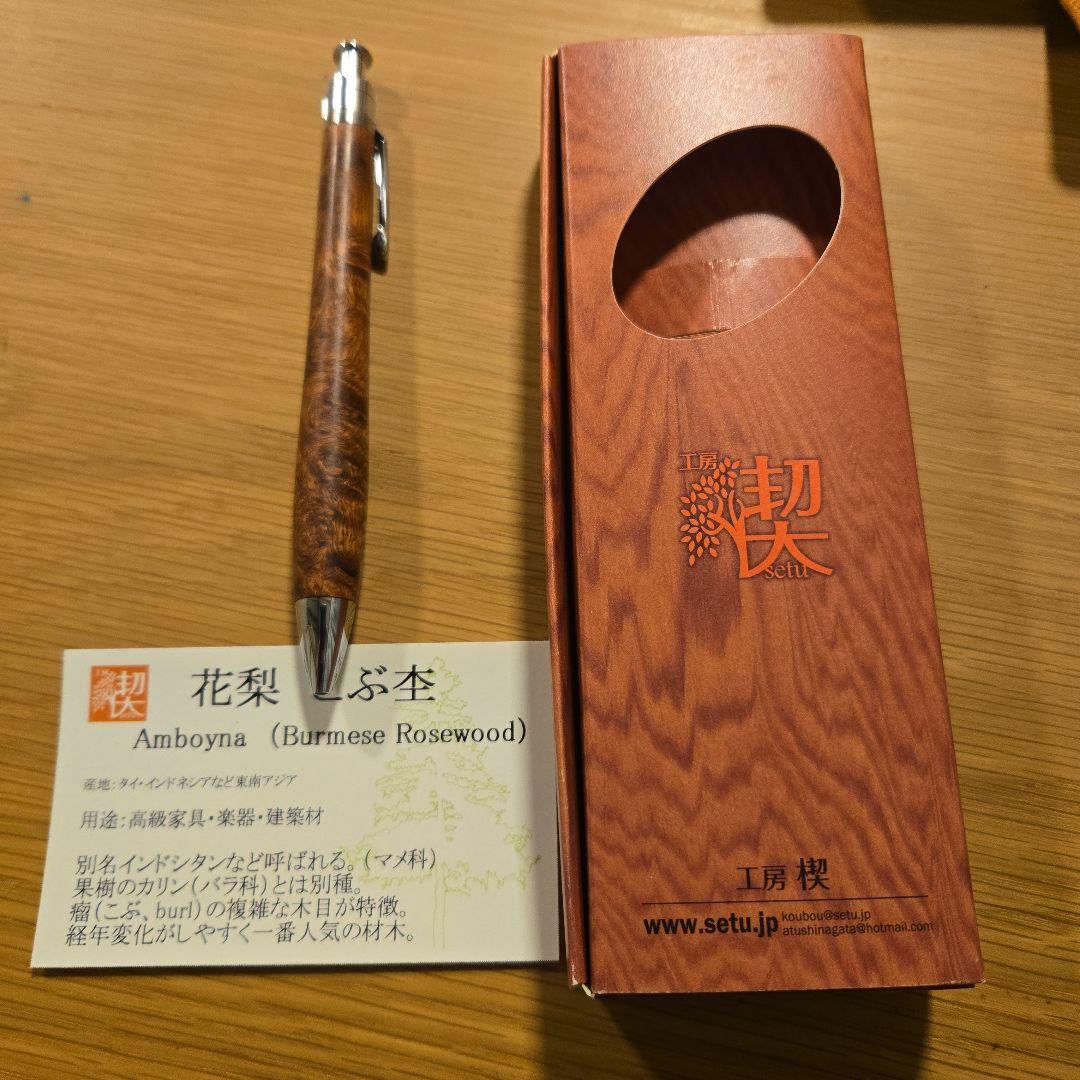 工房
楔
setu
工房 楔
www.setu.jp
koubou@setu.jp
atushinagata@hotmail.com
花梨 こぶ杢
Amboyna (Burmese Rosewood)
産地:タイ・インドネシアなど東南アジア
用途:高級家具・楽器・建築材
別名インドシタンなど呼ばれる。(マメ科)
果樹のカリン(バラ科)とは別種。
瘤(こぶ、burl)の複雑な木目が特徴。
経年変化がしやすく一番人気の材木。